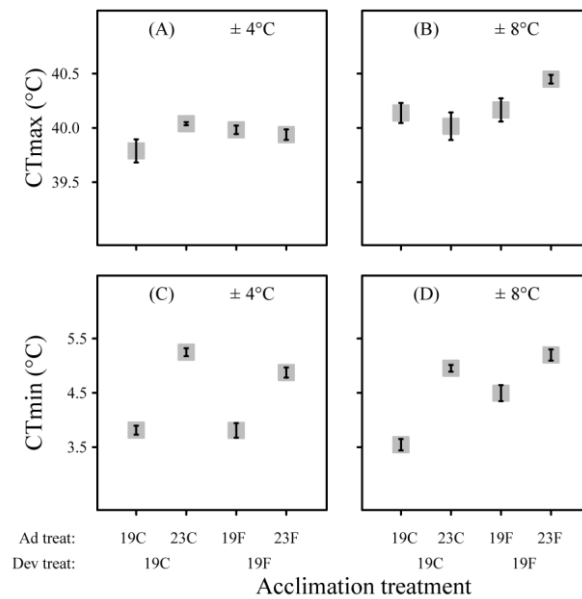 (A) ± 4°C (B) ± 8°C
CTmax (°C)
40.5
40.0
39.5
(C) ± 4°C (D) ± 8°C
CTmin (°C)
5.5
4.5
3.5
Ad treat: 19C 23C 19F 23F 19C 23C 19F 23F
Dev treat: 19C 19F 19C 19F
Acclimation treatment